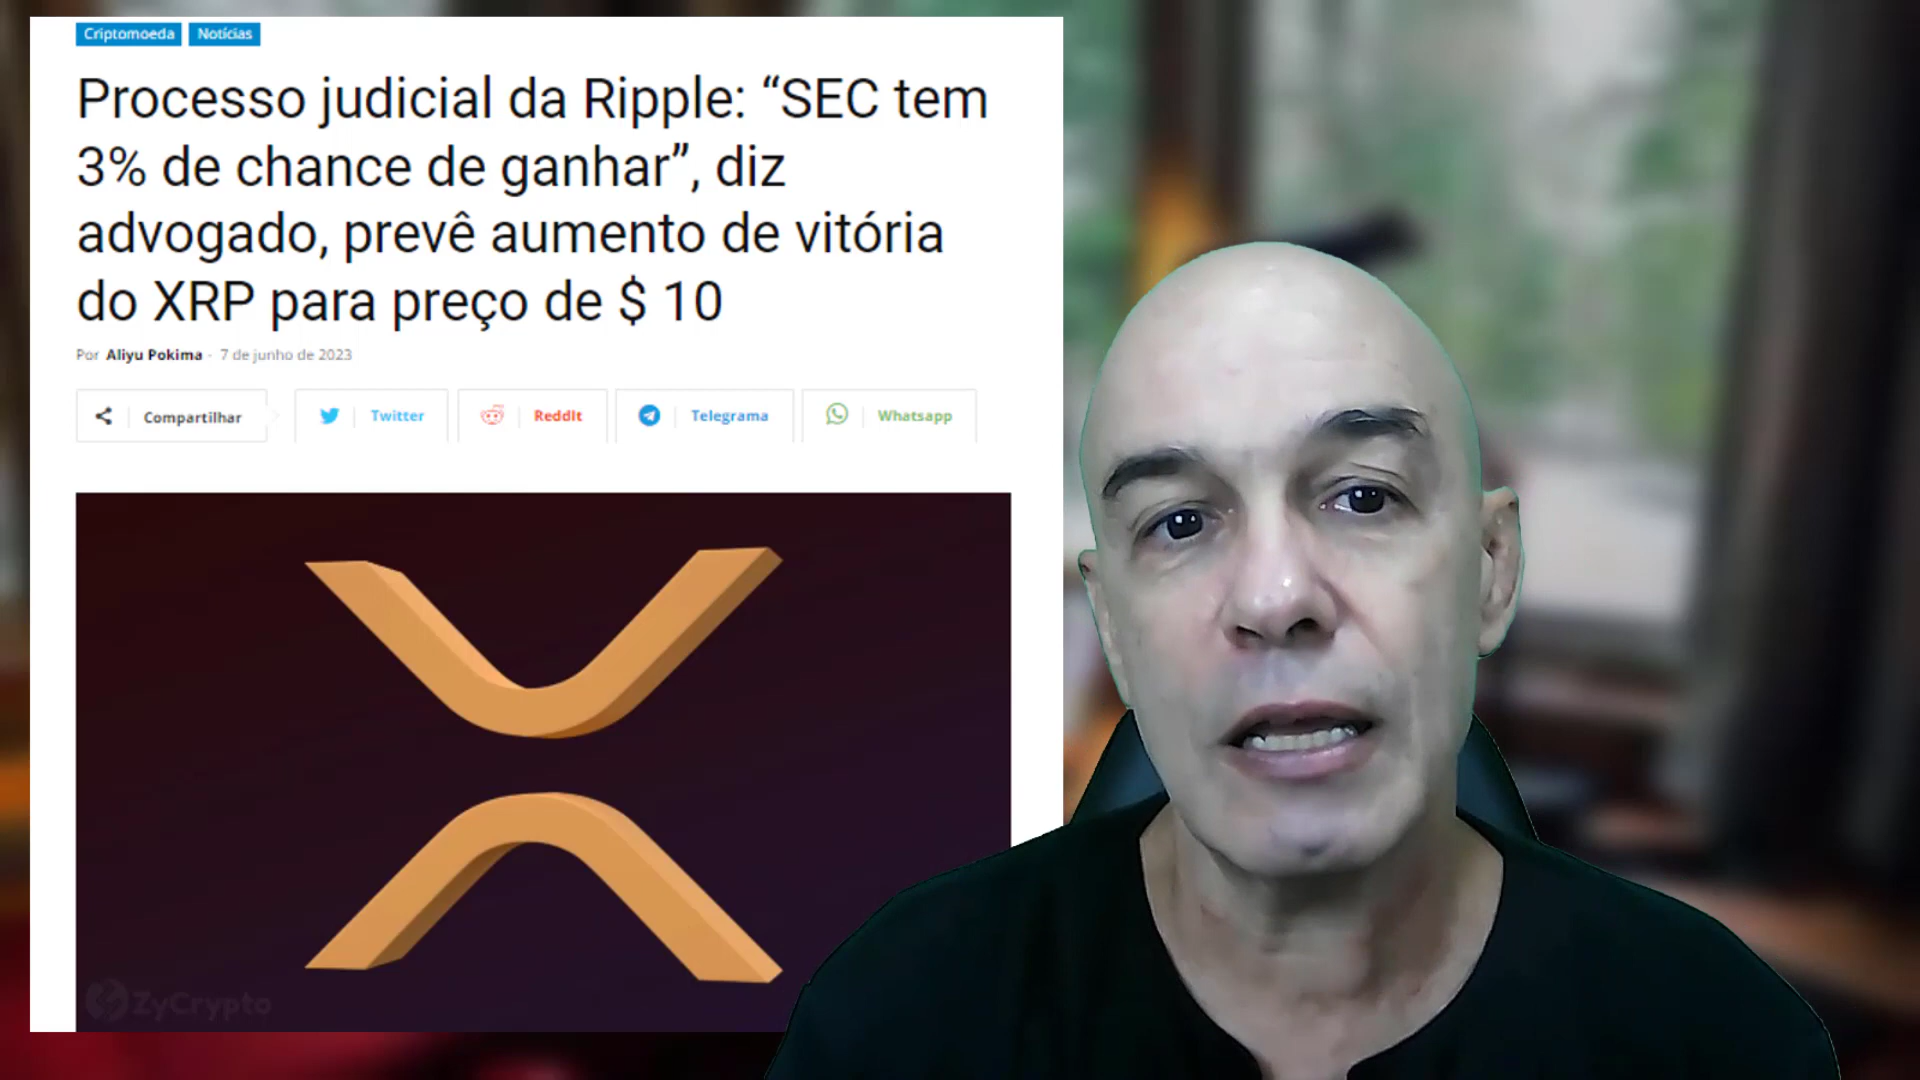 Criptomoeda Notícias
Processo judicial da Ripple: “SEC tem
3% de chance de ganhar”, diz
advogado, prevê aumento de vitória
do XRP para preço de $ 10
Por Aliyu Pokima - 7 de junho de 2023
Compartilhar Twitter ReddIt Telegrama Whatsapp
ZyCrypto